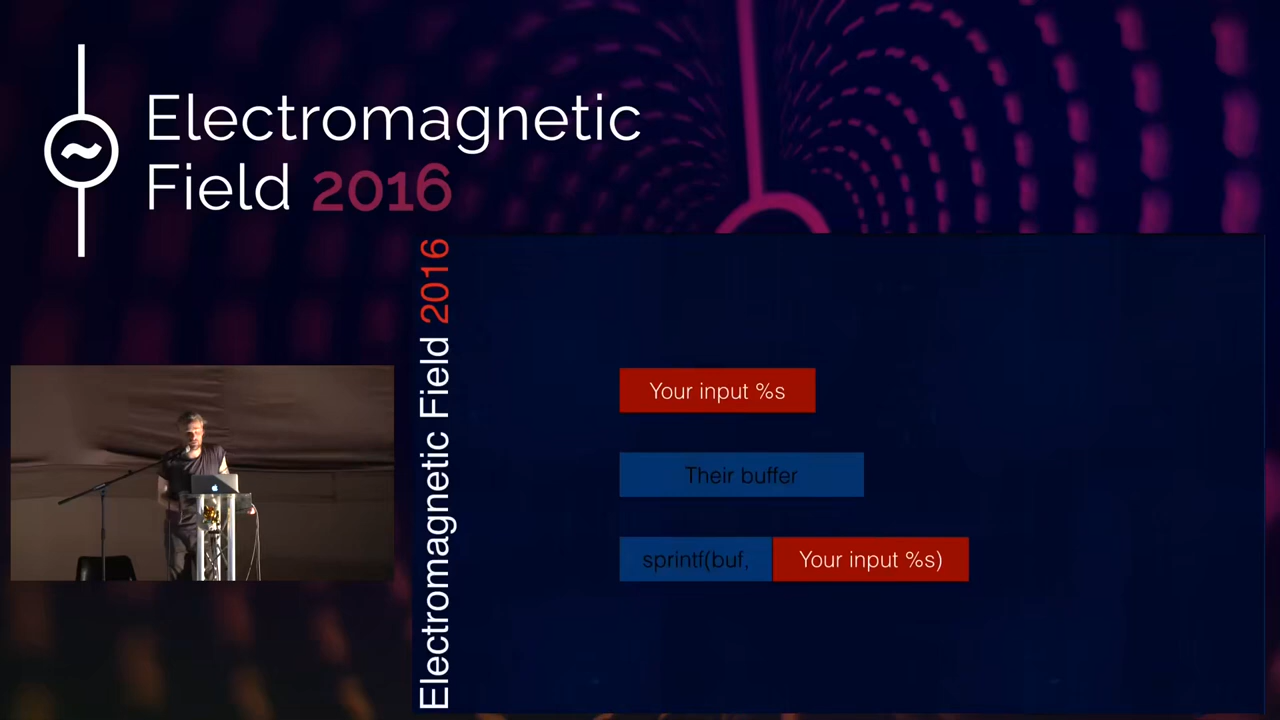 Electromagnetic
Field 2016
Electromagnetic Field 2016
Your input %s
Their buffer
sprintf(buf, Your input %s)